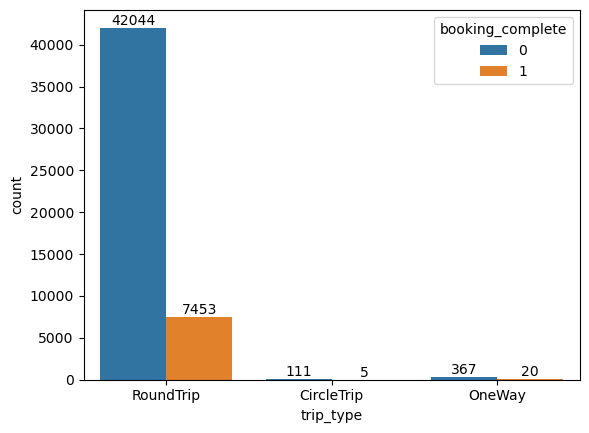 42044
40000
booking_complete
0
1
35000
30000
25000
count
20000
15000
10000
7453
5000
111
5
367
20
0
RoundTrip
CircleTrip
OneWay
trip_type